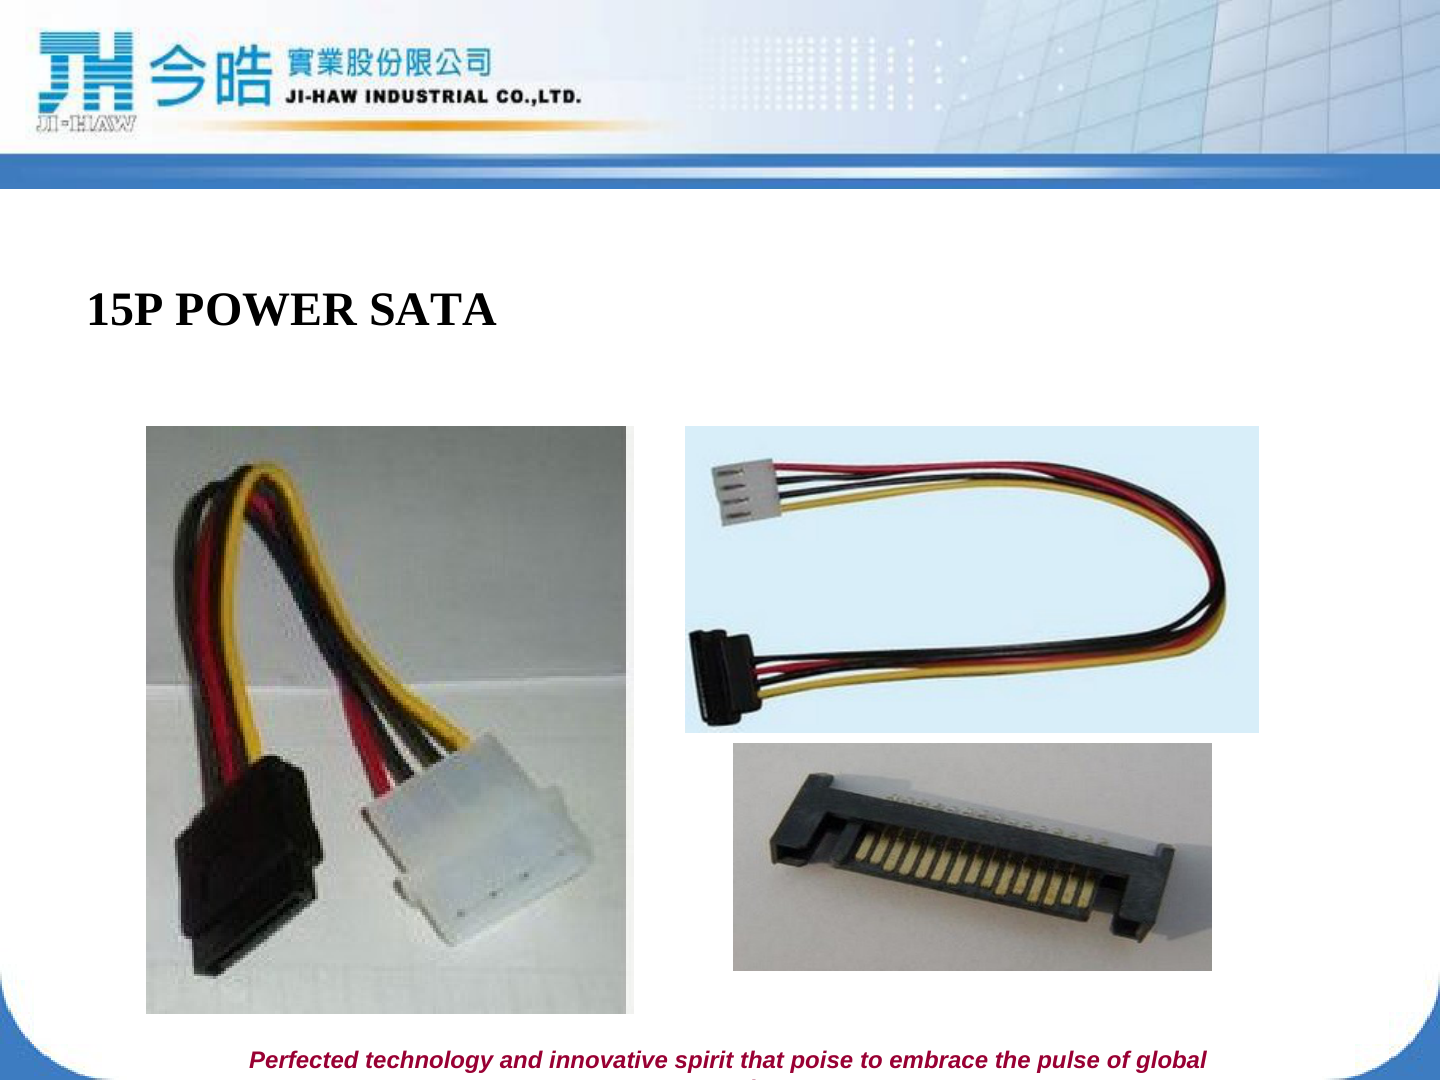 JI-HAW
今皓 實業股份限公司
JI-HAW INDUSTRIAL CO.,LTD.
15P POWER SATA
Perfected technology and innovative spirit that poise to embrace the pulse of global